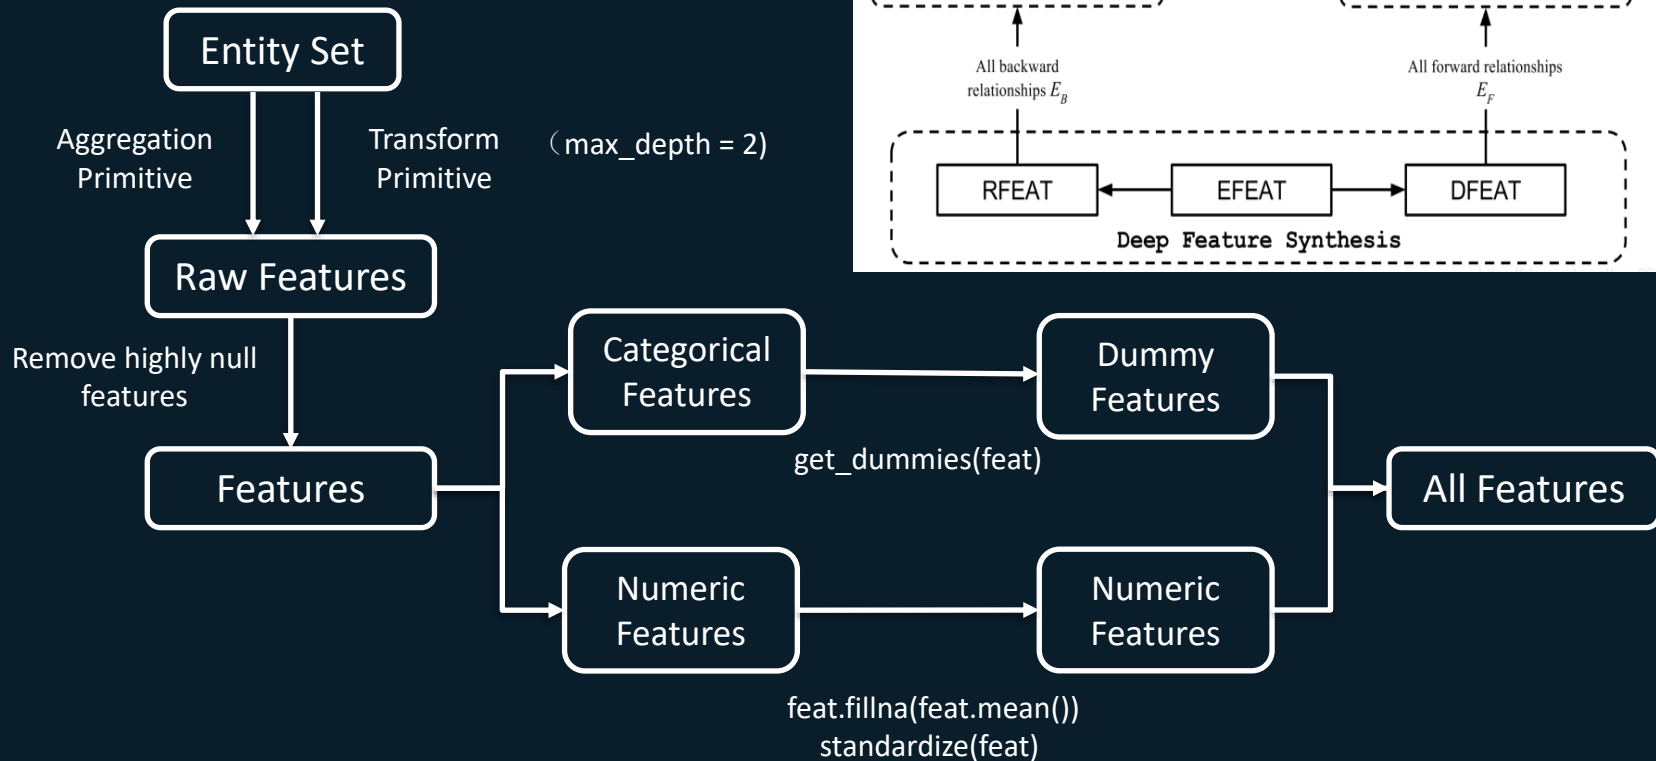 Entity Set
Aggregation
Primitive
Transform
Primitive
（max_depth = 2)
Raw Features
Remove highly null
features
Features
Categorical
Features
get_dummies(feat)
Dummy
Features
Numeric
Features
feat.fillna(feat.mean())
standardize(feat)
Numeric
Features
All Features
All backward
relationships E_B
All forward relationships
E_F
RFEAT
EFEAT
DFEAT
Deep Feature Synthesis